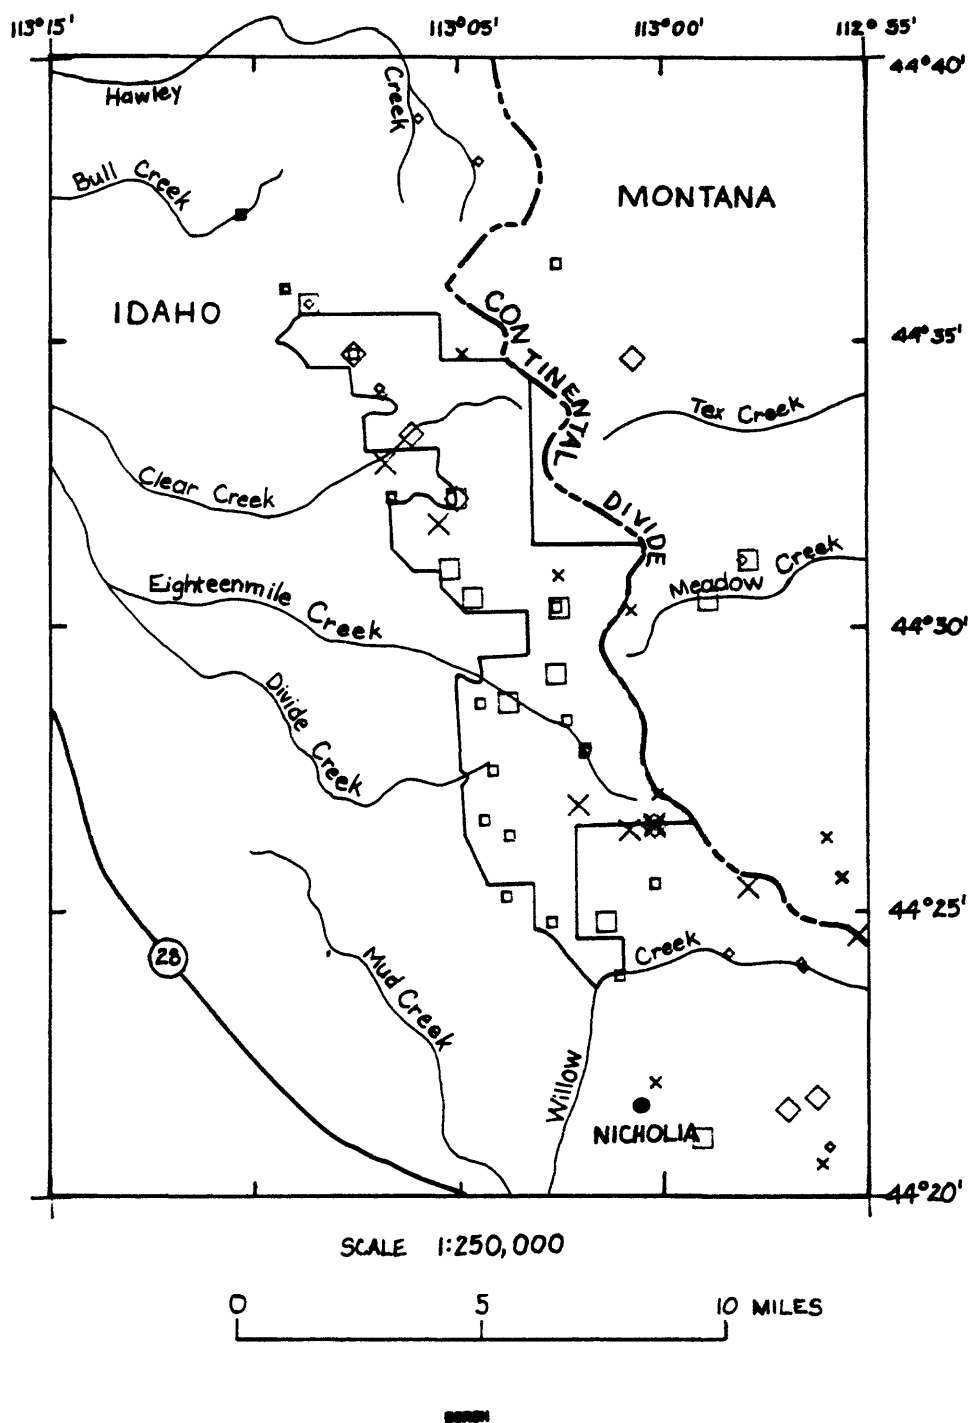 113°15' 113°05' 113°00' 112°55'
44°40'
Hawley Creek
Bull Creek
MONTANA
IDAHO
CONTINENTAL DIVIDE
44°35'
Tex Creek
Clear Creek
Meadow Creek
Eighteenmile Creek
44°30'
Divide Creek
44°25'
28
Mud Creek
Willow Creek
NICHOLIA
44°20'
SCALE 1:250,000
0 5 10 MILES